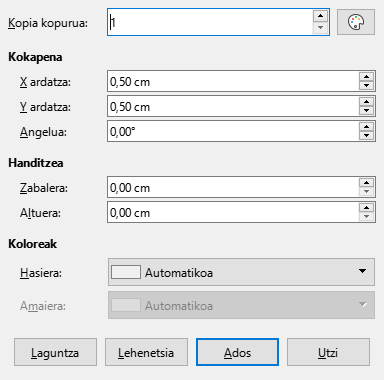 Kopia kopurua: 1
Kokapena
X ardatza: 0,50 cm
Y ardatza: 0,50 cm
Angelua: 0,00°
Handitzea
Zabalera: 0,00 cm
Altuera: 0,00 cm
Koloreak
Hasiera: Automatikoa
Amaiera: Automatikoa
Laguntza Lehenetsia Ados Utzi